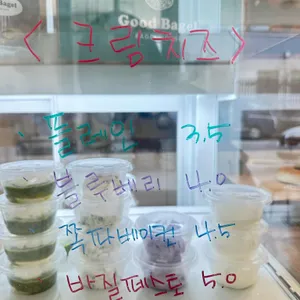 Good Bagel
<크림치즈>
플레인 3.5
블루베리 4.0
쪽파베이컨 4.5
바질페스토 5.0